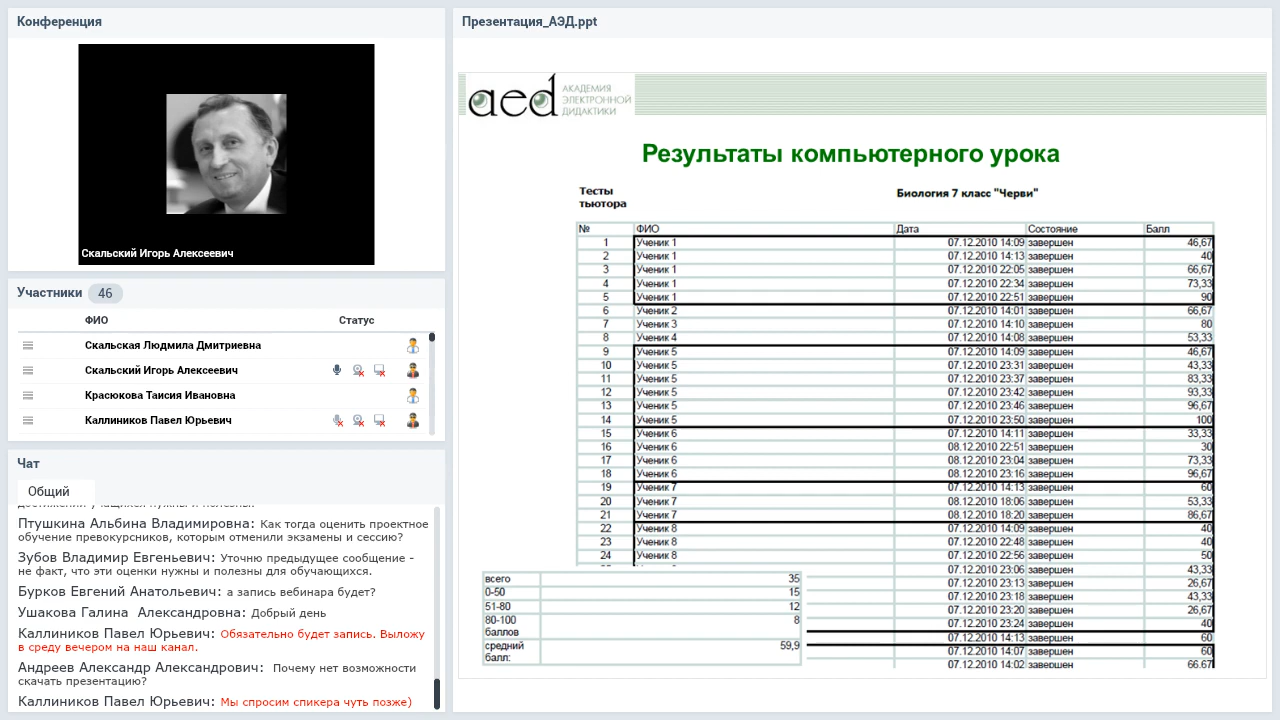 Конференция
Скальский Игорь Алексеевич
Участники 46
ФИО Статус
Скальская Людмила Дмитриевна
Скальский Игорь Алексеевич
Красюкова Таисия Ивановна
Каллиников Павел Юрьевич
Чат
Общий
Птушкина Альбина Владимировна: Как тогда оценить проектное
обучение превокурсников, которым отменили экзамены и сессию?
Зубов Владимир Евгеньевич: Уточню предыдущее сообщение -
не факт, что эти оценки нужны и полезны для обучающихся.
Бурков Евгений Анатольевич: а запись вебинара будет?
Ушакова Галина Александровна: Добрый день
Каллиников Павел Юрьевич: Обязательно будет запись. Выложу
в среду вечером на наш канал.
Андреев Александр Александрович: Почему нет возможности
скачать презентацию?
Каллиников Павел Юрьевич: Мы спросим спикера чуть позже)
Презентация_АЭД.ppt
aed АКАДЕМИЯ
ЭЛЕКТРОННОЙ
ДИДАКТИКИ
Результаты компьютерного урока
Тесты
тьютора
Биология 7 класс "Черви"
№ ФИО Дата Состояние Балл
1 Ученик 1 07.12.2010 14:09 завершен 46,67
2 Ученик 1 07.12.2010 14:13 завершен 40
3 Ученик 1 07.12.2010 22:05 завершен 66,67
4 Ученик 1 07.12.2010 22:34 завершен 73,33
5 Ученик 1 07.12.2010 22:51 завершен 90
6 Ученик 2 07.12.2010 14:01 завершен 66,67
7 Ученик 3 07.12.2010 14:10 завершен 80
8 Ученик 4 07.12.2010 14:08 завершен 53,33
9 Ученик 5 07.12.2010 14:09 завершен 46,67
10 Ученик 5 07.12.2010 23:31 завершен 43,33
11 Ученик 5 07.12.2010 23:37 завершен 83,33
12 Ученик 5 07.12.2010 23:42 завершен 93,33
13 Ученик 5 07.12.2010 23:46 завершен 96,67
14 Ученик 5 07.12.2010 23:50 завершен 100
15 Ученик 6 07.12.2010 14:11 завершен 33,33
16 Ученик 6 08.12.2010 22:51 завершен 30
17 Ученик 6 08.12.2010 23:04 завершен 73,33
18 Ученик 6 08.12.2010 23:16 завершен 96,67
19 Ученик 7 07.12.2010 14:13 завершен 60
20 Ученик 7 08.12.2010 18:06 завершен 53,33
21 Ученик 7 08.12.2010 18:20 завершен 86,67
22 Ученик 8 07.12.2010 14:09 завершен 40
23 Ученик 8 07.12.2010 22:48 завершен 40
24 Ученик 8 07.12.2010 22:56 завершен 50
07.12.2010 23:06 завершен 43,33
07.12.2010 23:13 завершен 26,67
07.12.2010 23:18 завершен 43,33
07.12.2010 23:20 завершен 26,67
07.12.2010 23:24 завершен 40
07.12.2010 14:13 завершен 60
07.12.2010 14:07 завершен 60
07.12.2010 14:02 завершен 66,67
всего 35
0-50 15
51-80 12
80-100 8
баллов
средний 59,9
балл: